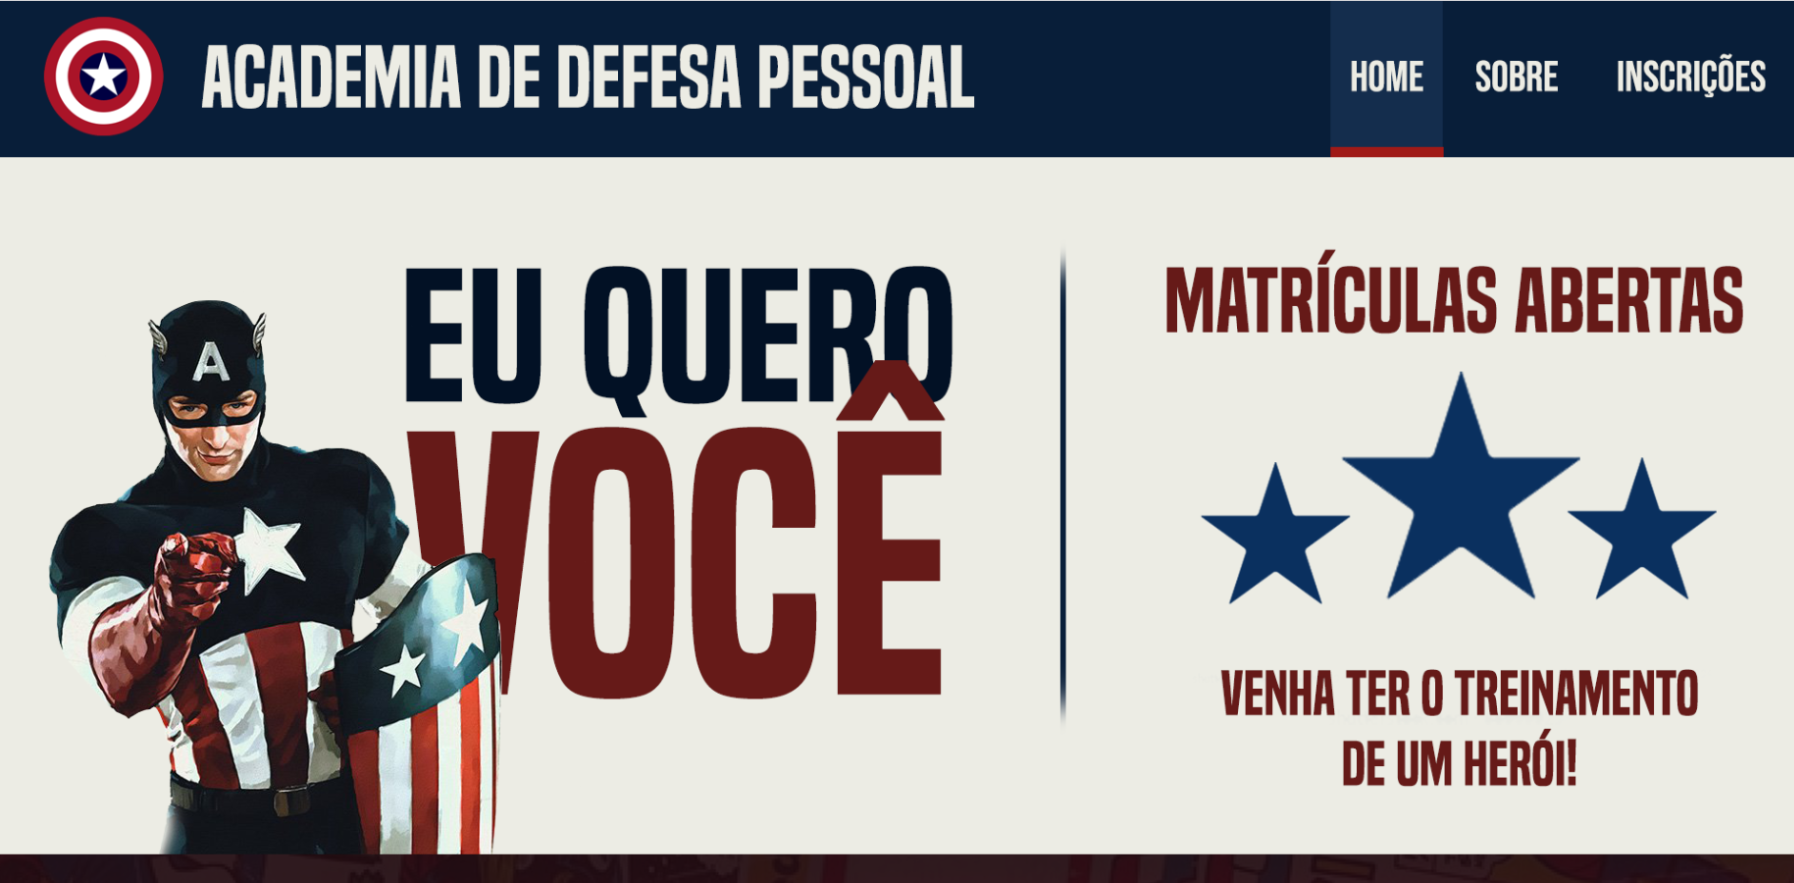 ACADEMIA DE DEFESA PESSOAL
HOME
SOBRE
INSCRIÇÕES
EU QUERO
VOCÊ
A
MATRÍCULAS ABERTAS
VENHA TER O TREINAMENTO
DE UM HERÓI!